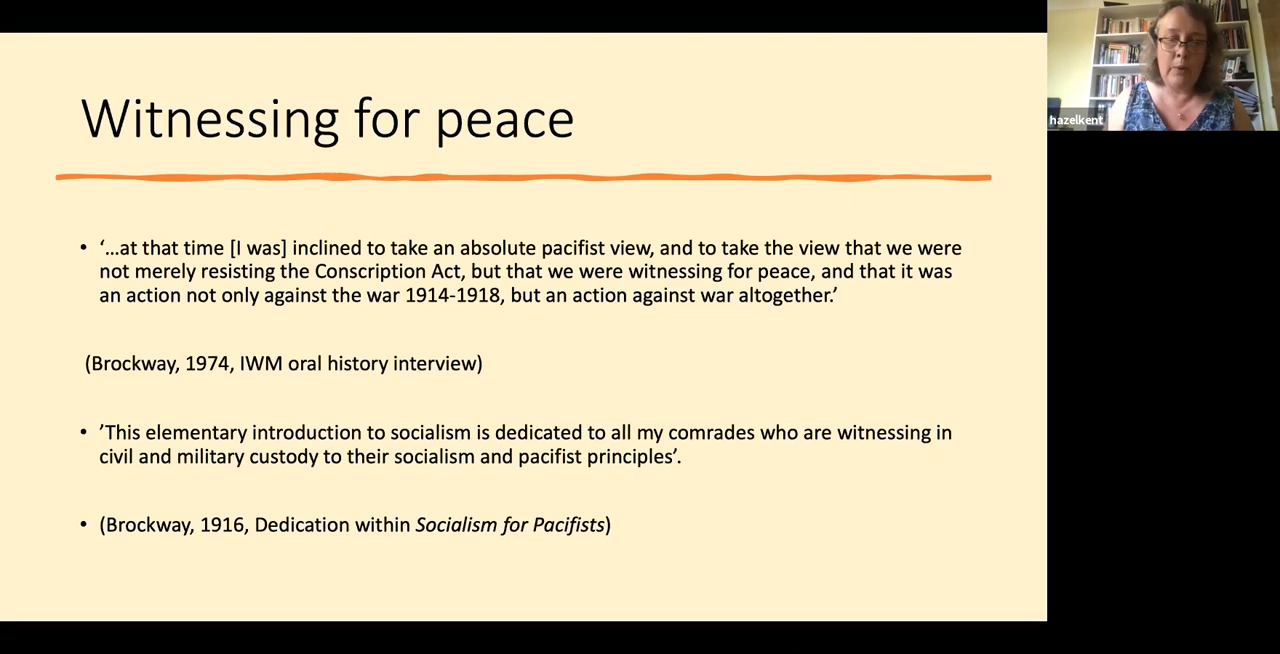 Witnessing for peace
• ‘…at that time [I was] inclined to take an absolute pacifist view, and to take the view that we were
not merely resisting the Conscription Act, but that we were witnessing for peace, and that it was
an action not only against the war 1914-1918, but an action against war altogether.’
(Brockway, 1974, IWM oral history interview)
• ’This elementary introduction to socialism is dedicated to all my comrades who are witnessing in
civil and military custody to their socialism and pacifist principles’.
• (Brockway, 1916, Dedication within Socialism for Pacifists)
hazelkent